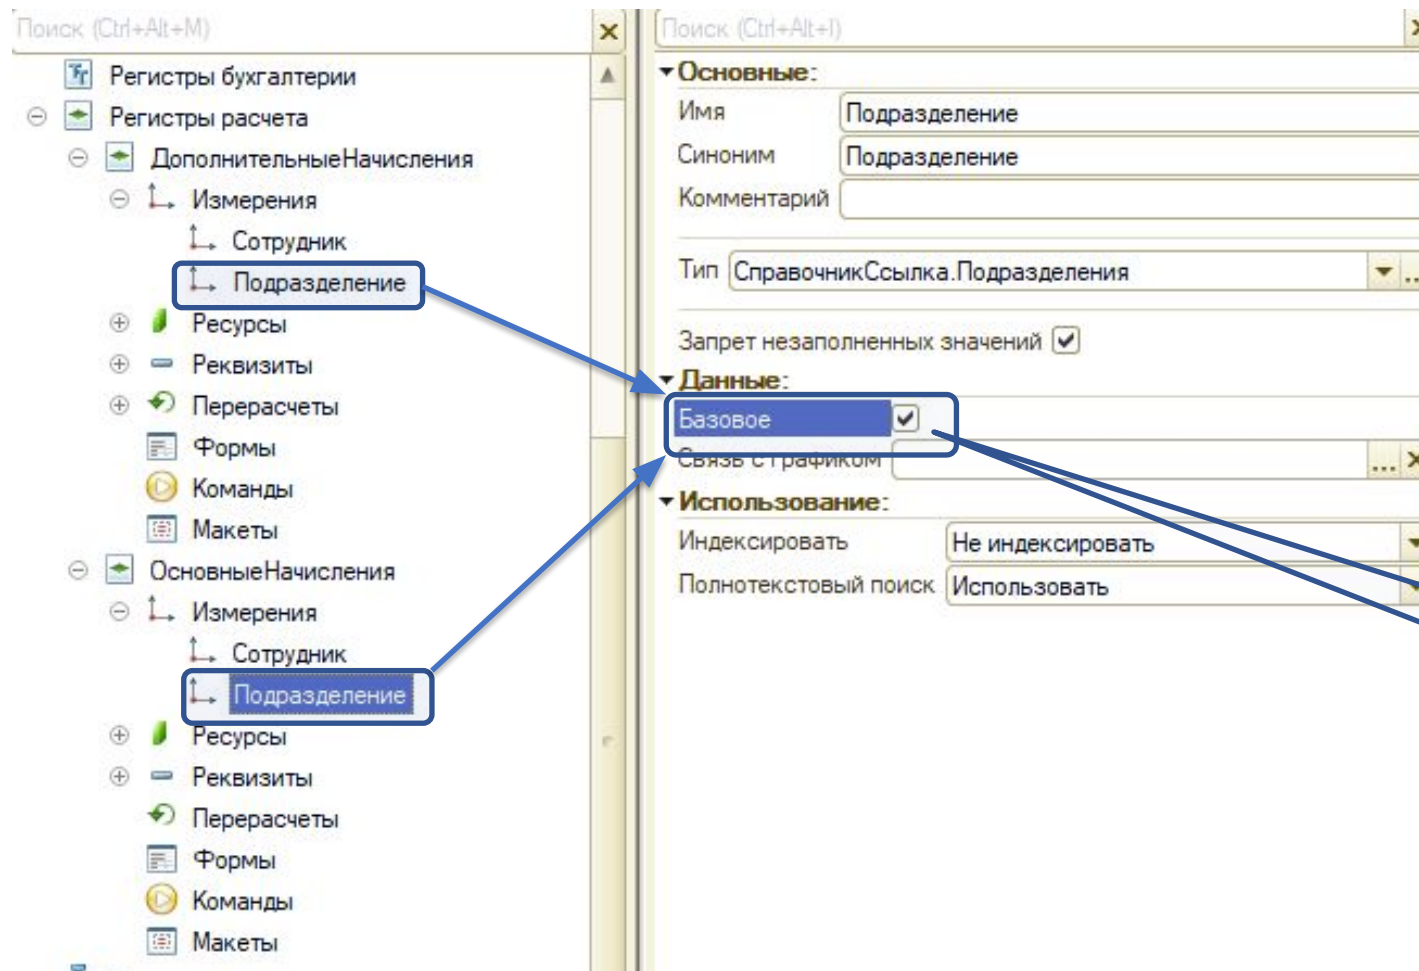 Поиск (Ctrl+Alt+M)
Регистры бухгалтерии
Регистры расчета
ДополнительныеНачисления
Измерения
Сотрудник
Подразделение
Ресурсы
Реквизиты
Перерасчеты
Формы
Команды
Макеты
ОсновныеНачисления
Измерения
Сотрудник
Подразделение
Ресурсы
Реквизиты
Перерасчеты
Формы
Команды
Макеты
Поиск (Ctrl+Alt+I)
Основные:
Имя Подразделение
Синоним Подразделение
Комментарий
Тип СправочникСсылка.Подразделения
Запрет незаполненных значений
Данные:
Базовое
Связь с графиком ...
Использование:
Индексировать Не индексировать
Полнотекстовый поиск Использовать